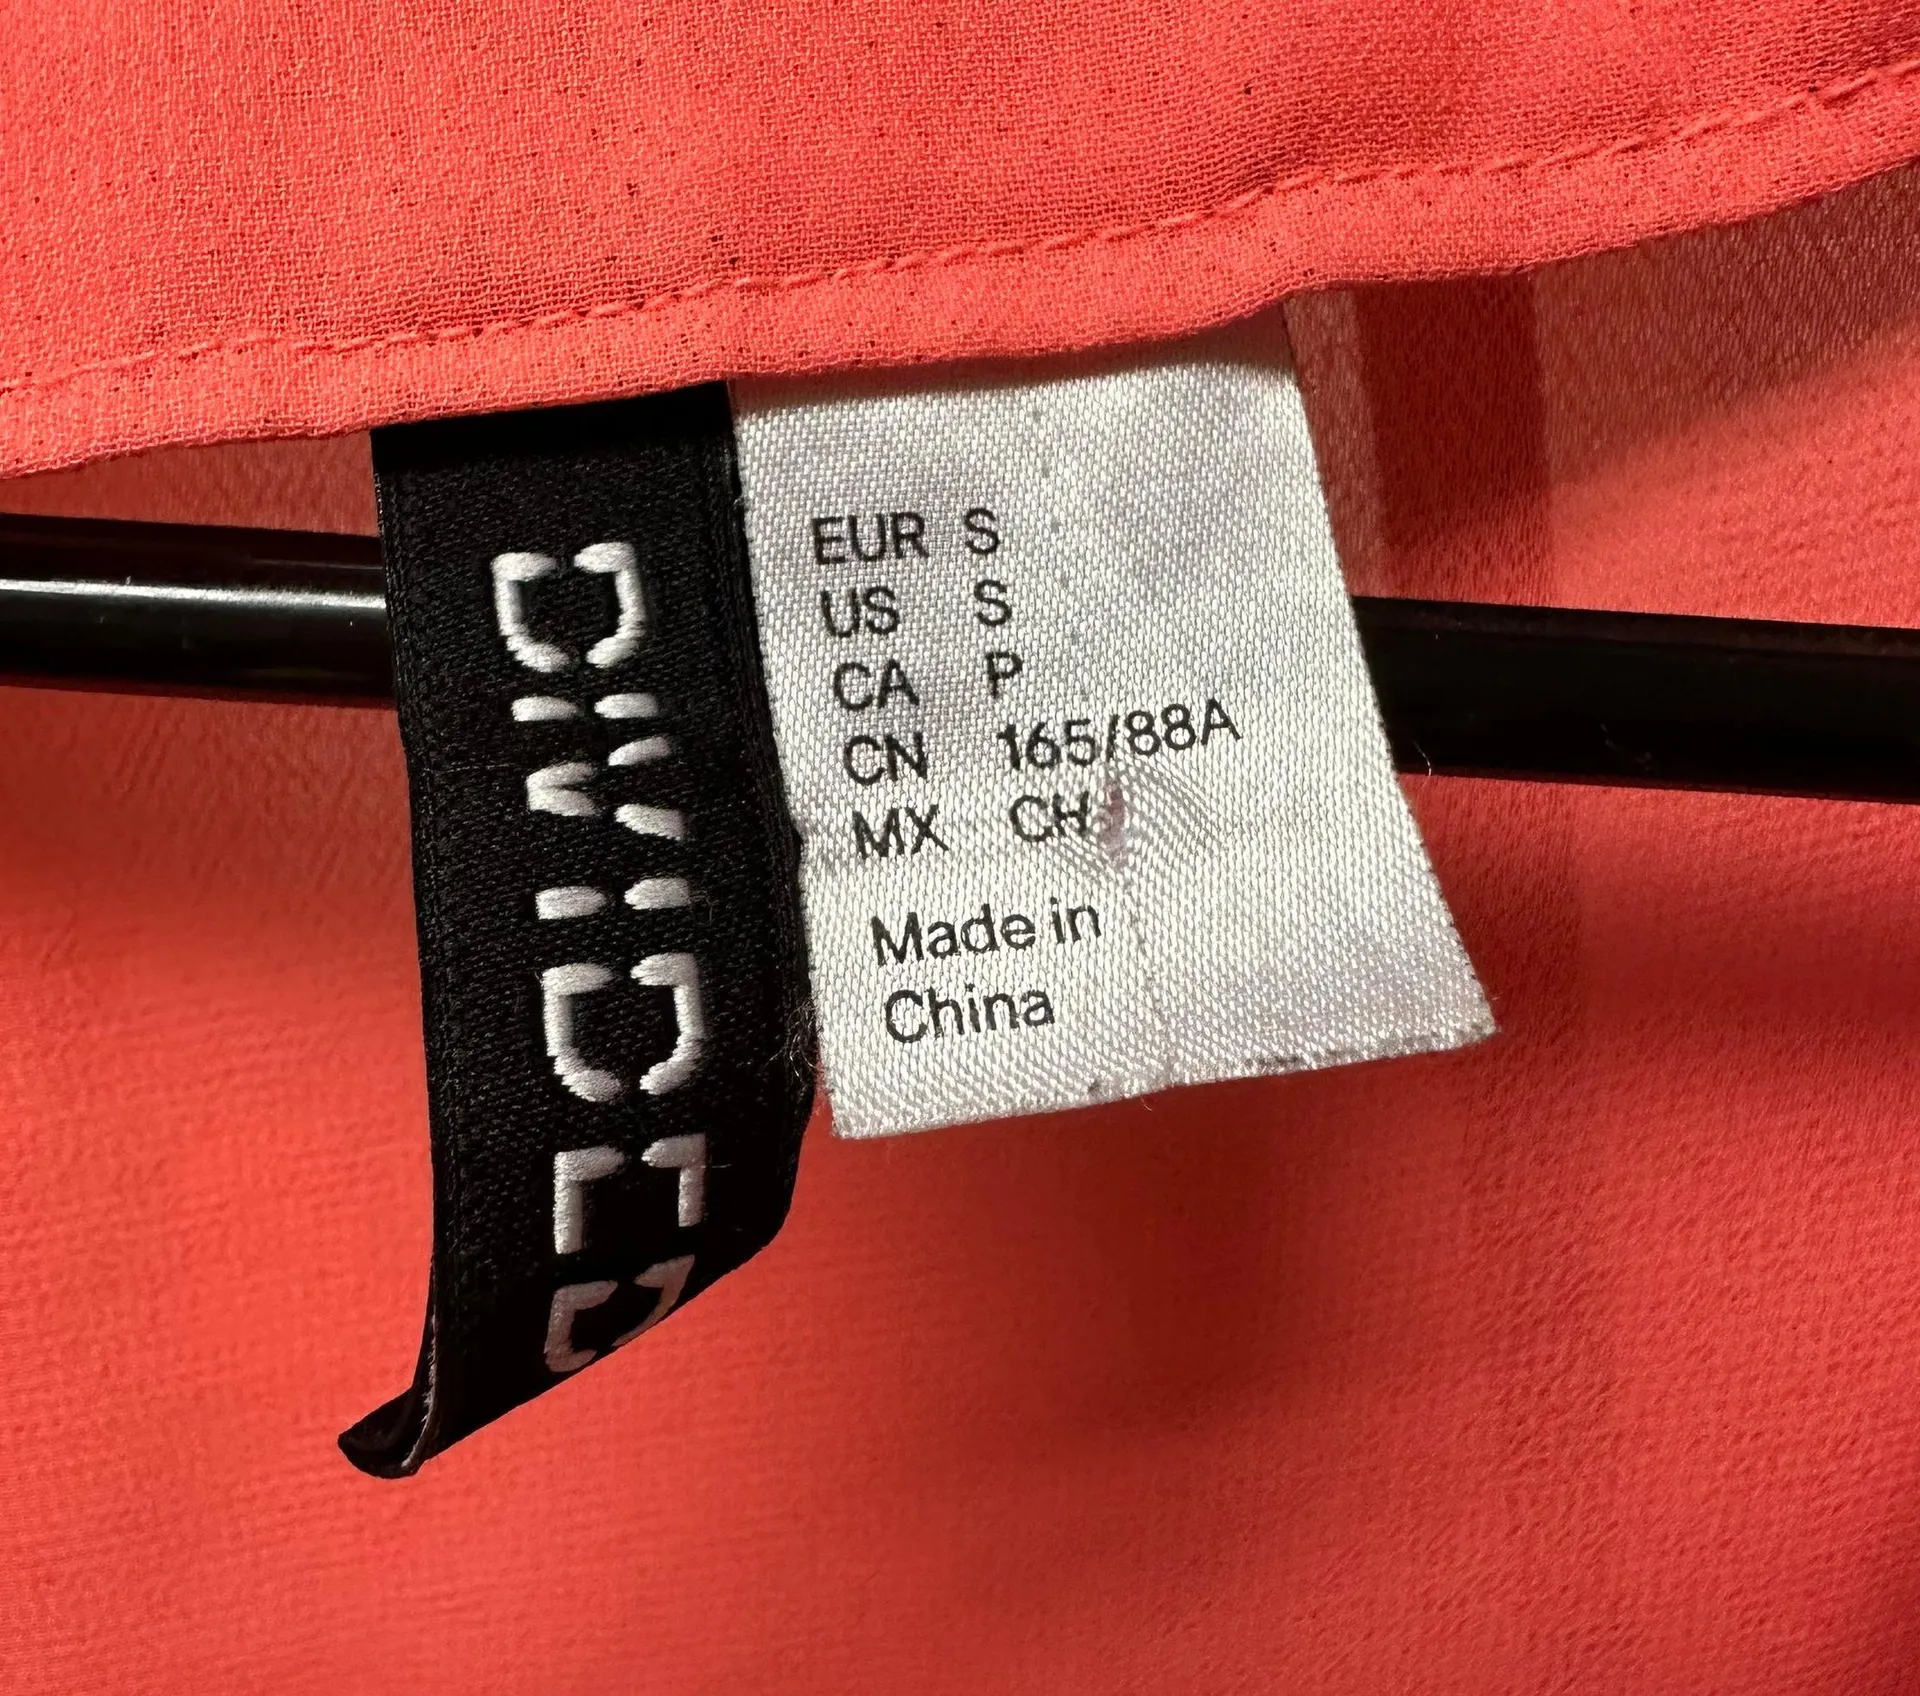 DIVIDED
EUR S
US S
CA P
CN 165/88A
MX CH
Made in
China